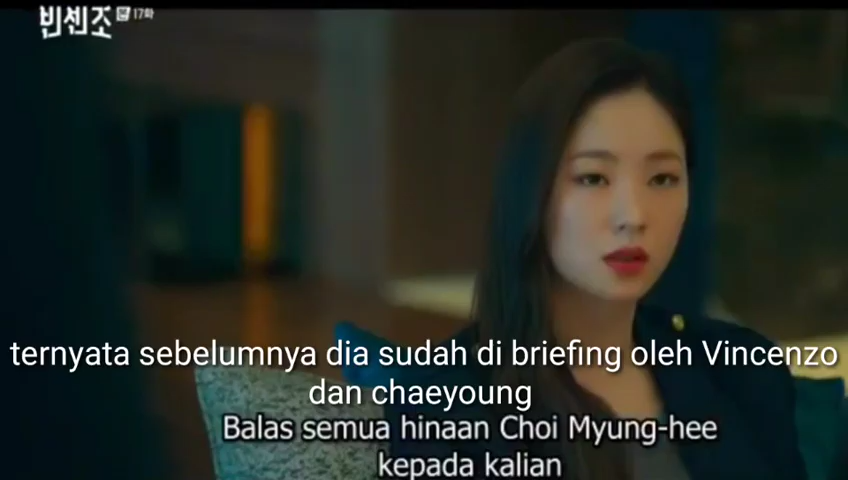 빈센조 17화
ternyata sebelumnya dia sudah di briefing oleh Vincenzo
dan chaeyoung
Balas semua hinaan Choi Myung-hee
kepada kalian